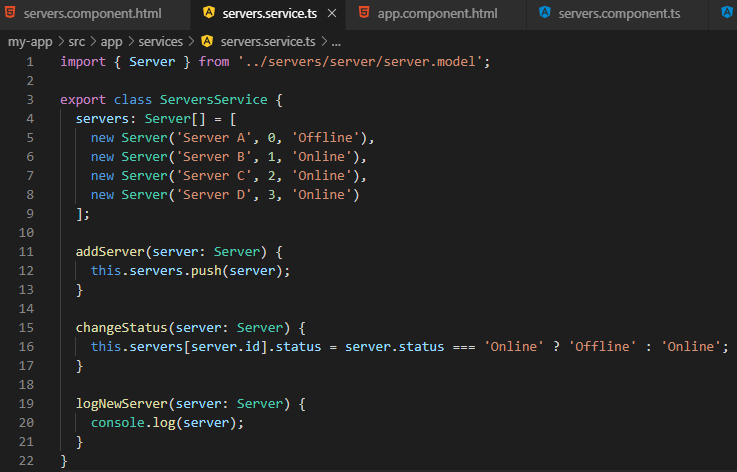 servers.component.html servers.service.ts × app.component.html servers.component.ts
my-app > src > app > services > servers.service.ts > ...
1 import { Server } from '../servers/server/server.model';
2
3 export class ServersService {
4   servers: Server[] = [
5     new Server('Server A', 0, 'Offline'),
6     new Server('Server B', 1, 'Online'),
7     new Server('Server C', 2, 'Online'),
8     new Server('Server D', 3, 'Online')
9   ];
10
11   addServer(server: Server) {
12     this.servers.push(server);
13   }
14
15   changeStatus(server: Server) {
16     this.servers[server.id].status = server.status === 'Online' ? 'Offline' : 'Online';
17   }
18
19   logNewServer(server: Server) {
20     console.log(server);
21   }
22 }